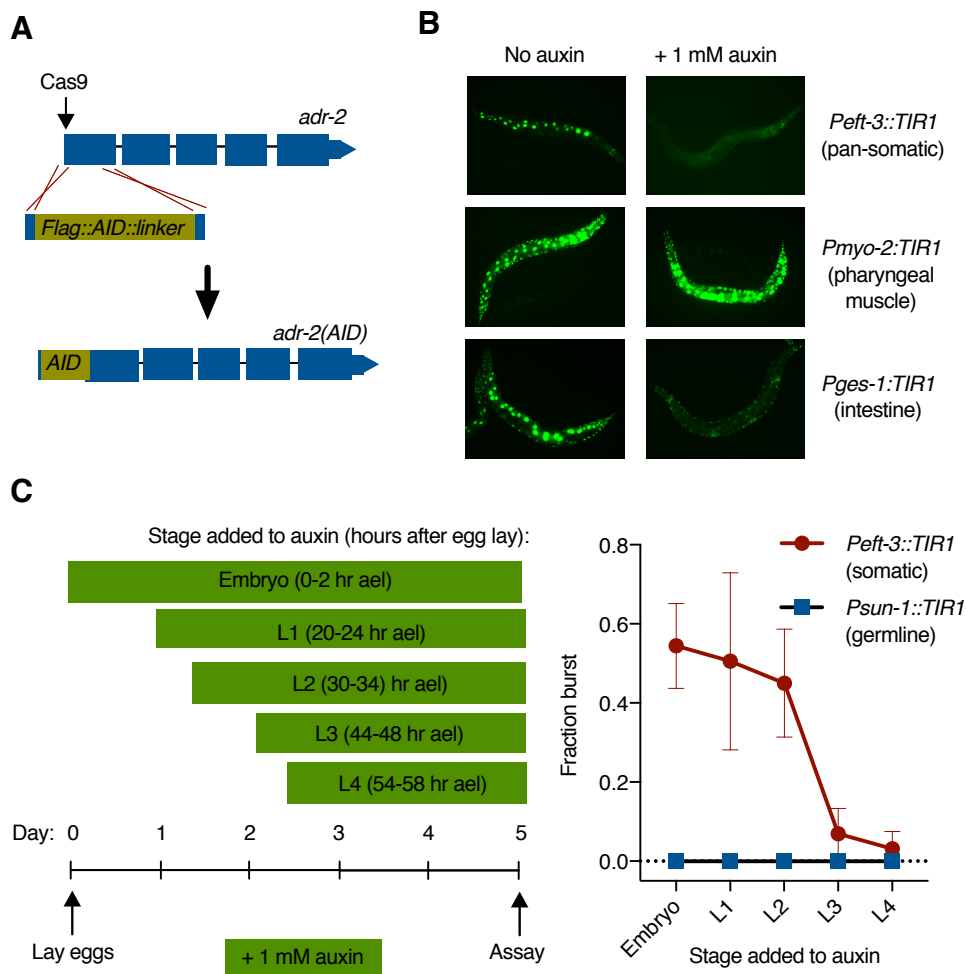 A
Cas9
adr-2
Flag::AID::linker
adr-2(AID)
AID
B
No auxin
+ 1 mM auxin
Peft-3::TIR1
(pan-somatic)
Pmyo-2:TIR1
(pharyngeal
muscle)
Pges-1:TIR1
(intestine)
C
Stage added to auxin (hours after egg lay):
Embryo (0-2 hr ael)
L1 (20-24 hr ael)
L2 (30-34) hr ael)
L3 (44-48 hr ael)
L4 (54-58 hr ael)
Day: 0 1 2 3 4 5
Lay eggs
+ 1 mM auxin
Assay
Fraction burst
0.8
0.6
0.4
0.2
0.0
Peft-3::TIR1
(somatic)
Psun-1::TIR1
(germline)
Embryo L1 L2 L3 L4
Stage added to auxin